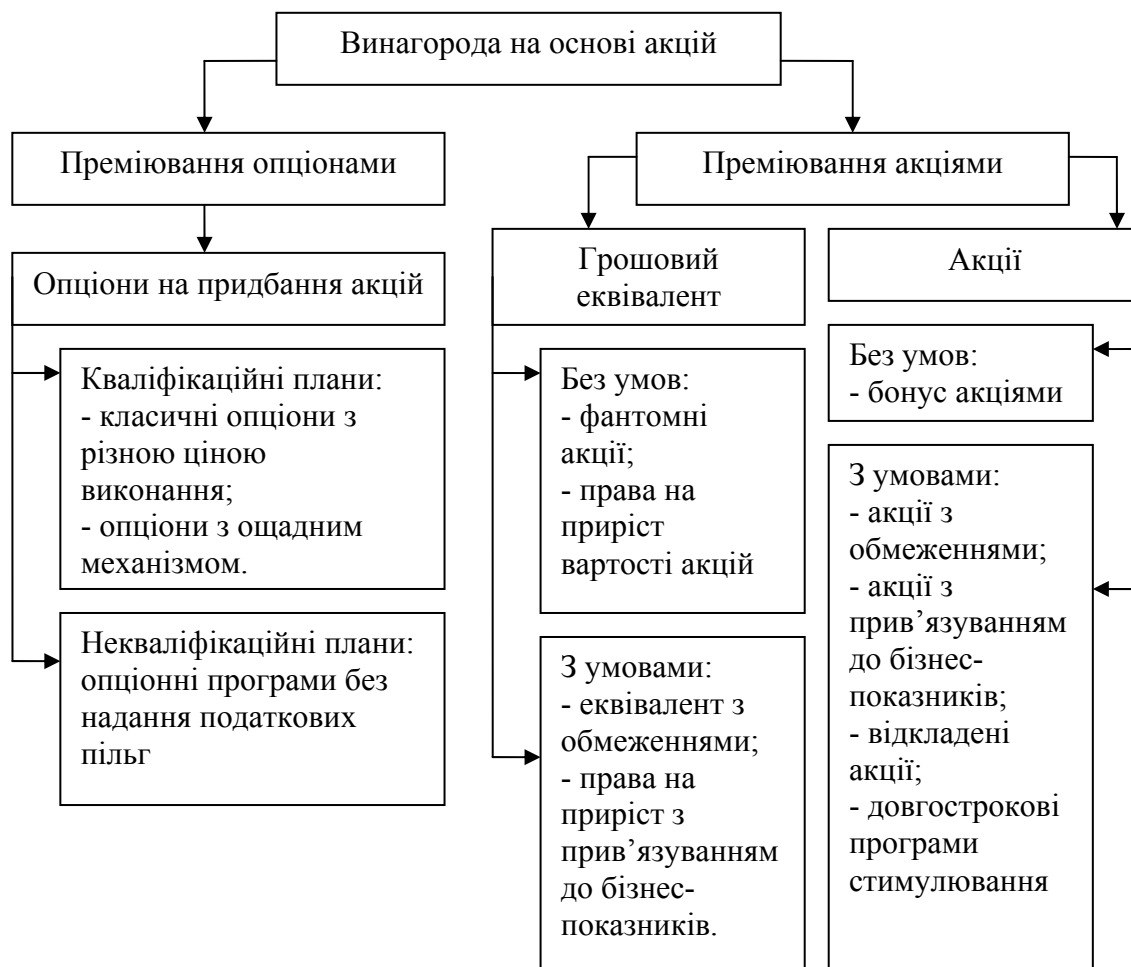 Винагорода на основі акцій
Преміювання опціонами
Преміювання акціями
Опціони на придбання акцій
Грошовий
еквівалент
Акції
Кваліфікаційні плани:
- класичні опціони з
різною ціною
виконання;
- опціони з ощадним
механізмом.
Некваліфікаційні плани:
опціонні програми без
надання податкових
пільг
Без умов:
- фантомні
акції;
- права на
приріст
вартості акцій
З умовами:
- еквівалент з
обмеженнями;
- права на
приріст з
прив’язуванням
до бізнес-
показників.
Без умов:
- бонус акціями
З умовами:
- акції з
обмеженнями;
- акції з
прив’язуванням
до бізнес-
показників;
- відкладені
акції;
- довгострокові
програми
стимулювання